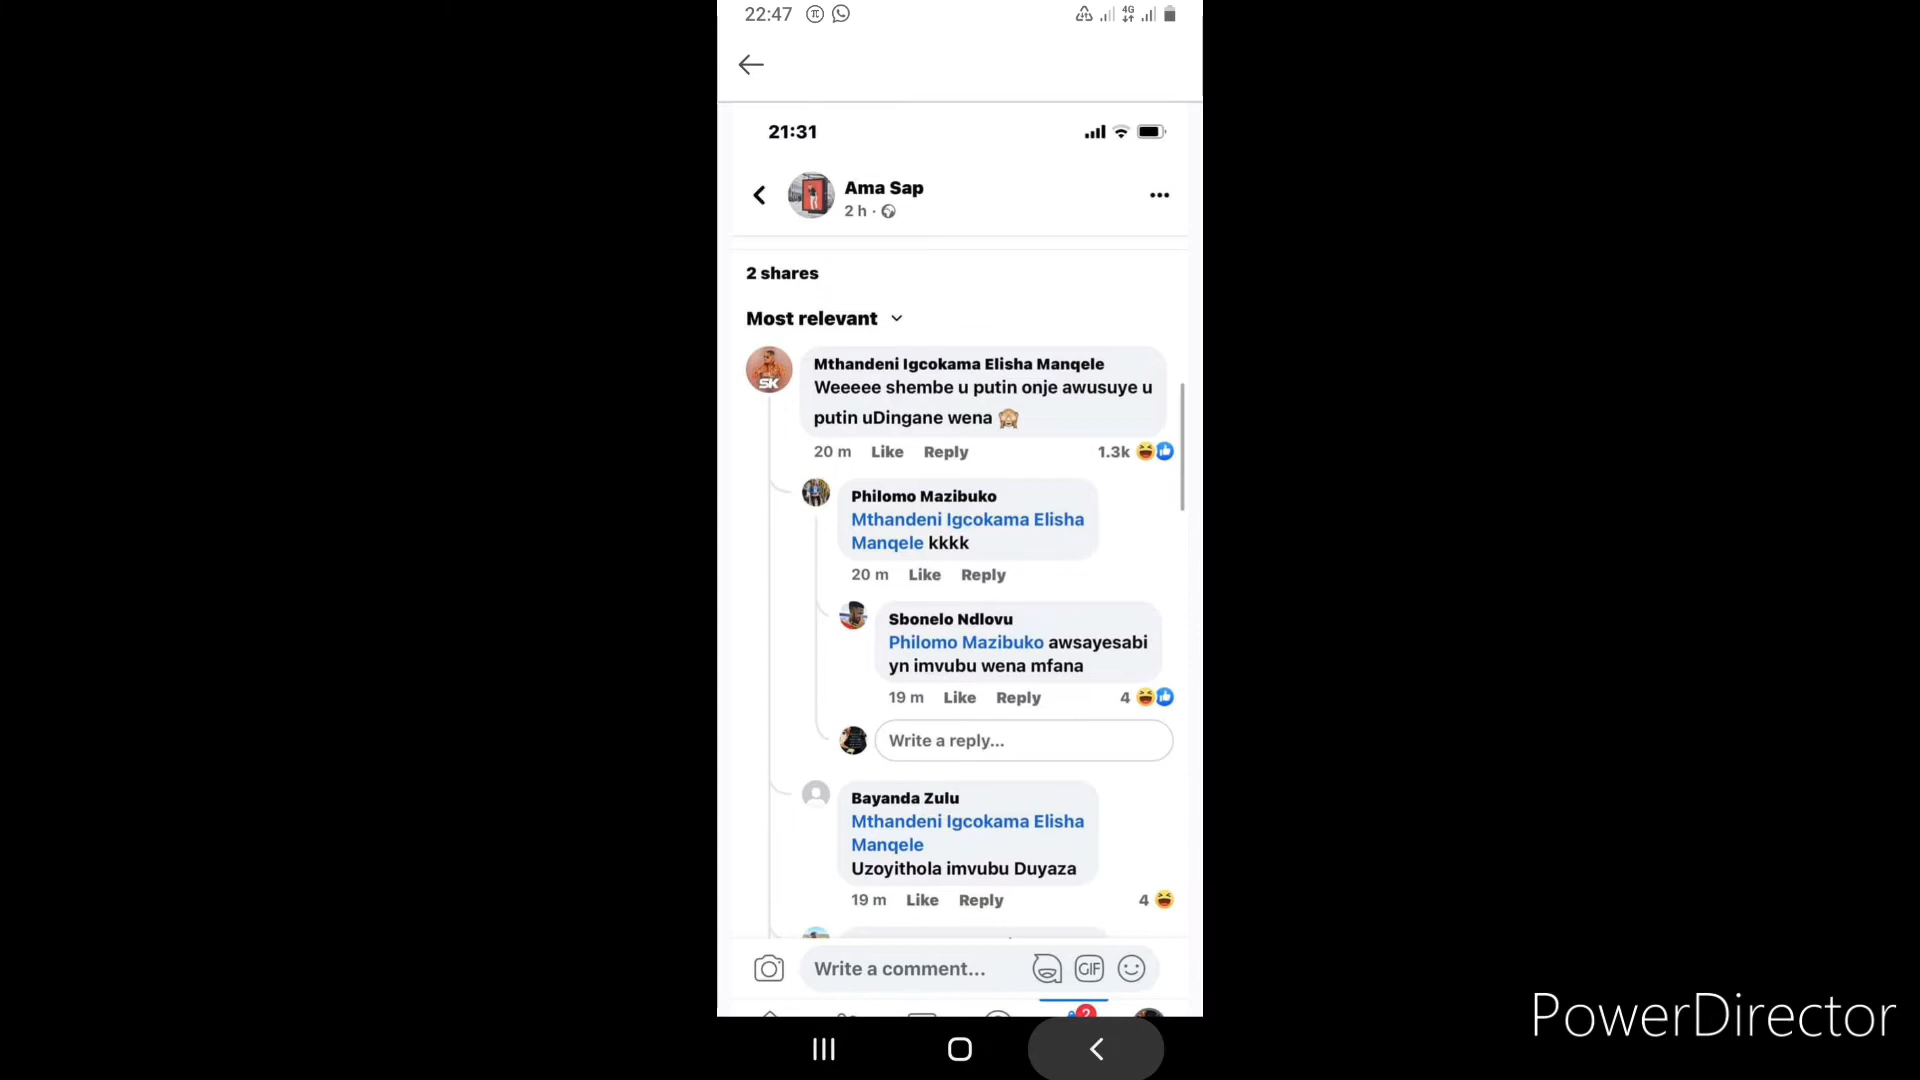 22:47
4G
21:31
Ama Sap
2 h ·
2 shares
Most relevant
SK
Mthandeni Igcokama Elisha Manqele
Weeeee shembe u putin onje awusuye u
putin uDingane wena 🙈
20 m Like Reply 1.3k
Philomo Mazibuko
Mthandeni Igcokama Elisha
Manqele kkkk
20 m Like Reply
Sbonelo Ndlovu
Philomo Mazibuko awsayesabi
yn imvubu wena mfana
19 m Like Reply 4
Write a reply...
Bayanda Zulu
Mthandeni Igcokama Elisha
Manqele
Uzoyithola imvubu Duyaza
19 m Like Reply 4
Write a comment...
GIF
2
PowerDirector